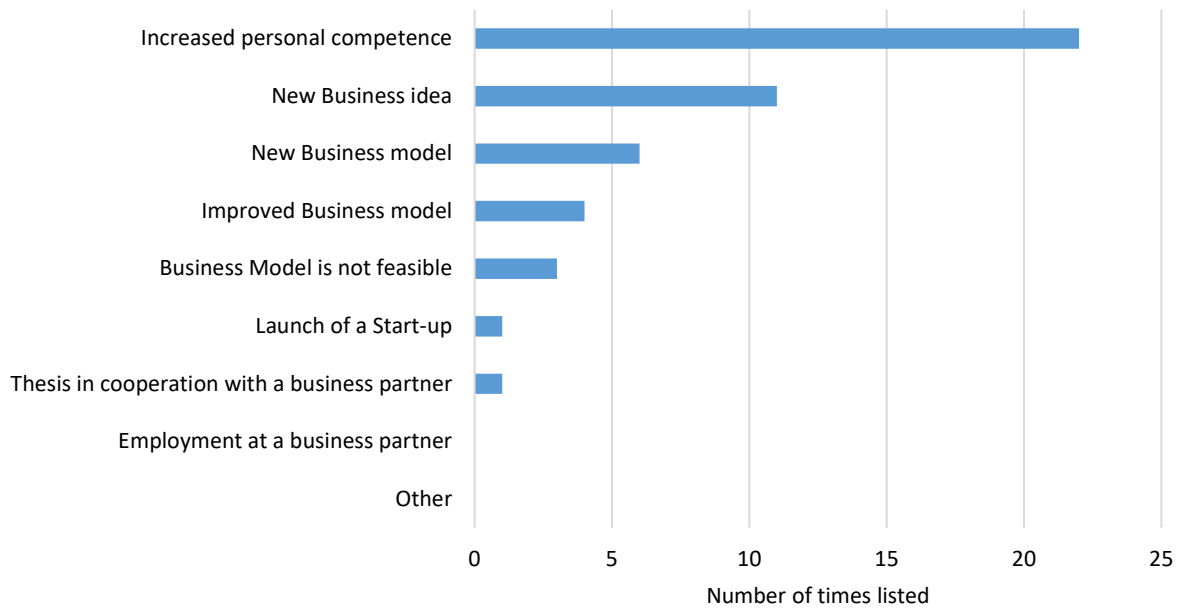 Increased personal competence
New Business idea
New Business model
Improved Business model
Business Model is not feasible
Launch of a Start-up
Thesis in cooperation with a business partner
Employment at a business partner
Other
0 5 10 15 20 25
Number of times listed